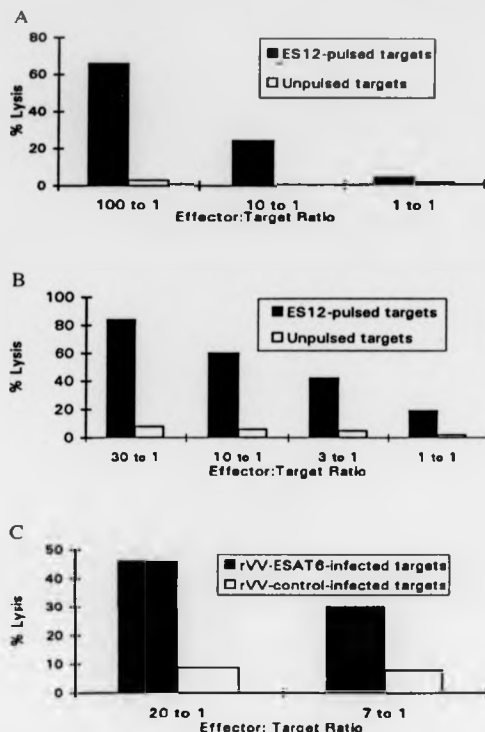 A
■ES12-pulsed targets
□Unpulsed targets
% Lysis
80
60
40
20
0
100 to 1
10 to 1
1 to 1
Effector:Target Ratio
B
■ES12-pulsed targets
□Unpulsed targets
% Lysis
100
80
60
40
20
0
30 to 1
10 to 1
3 to 1
1 to 1
Effector:Target Ratio
C
■rVV-ESAT6-infected targets
□rVV-control-infected targets
% Lysis
50
40
30
20
10
0
20 to 1
7 to 1
Effector: Target Ratio